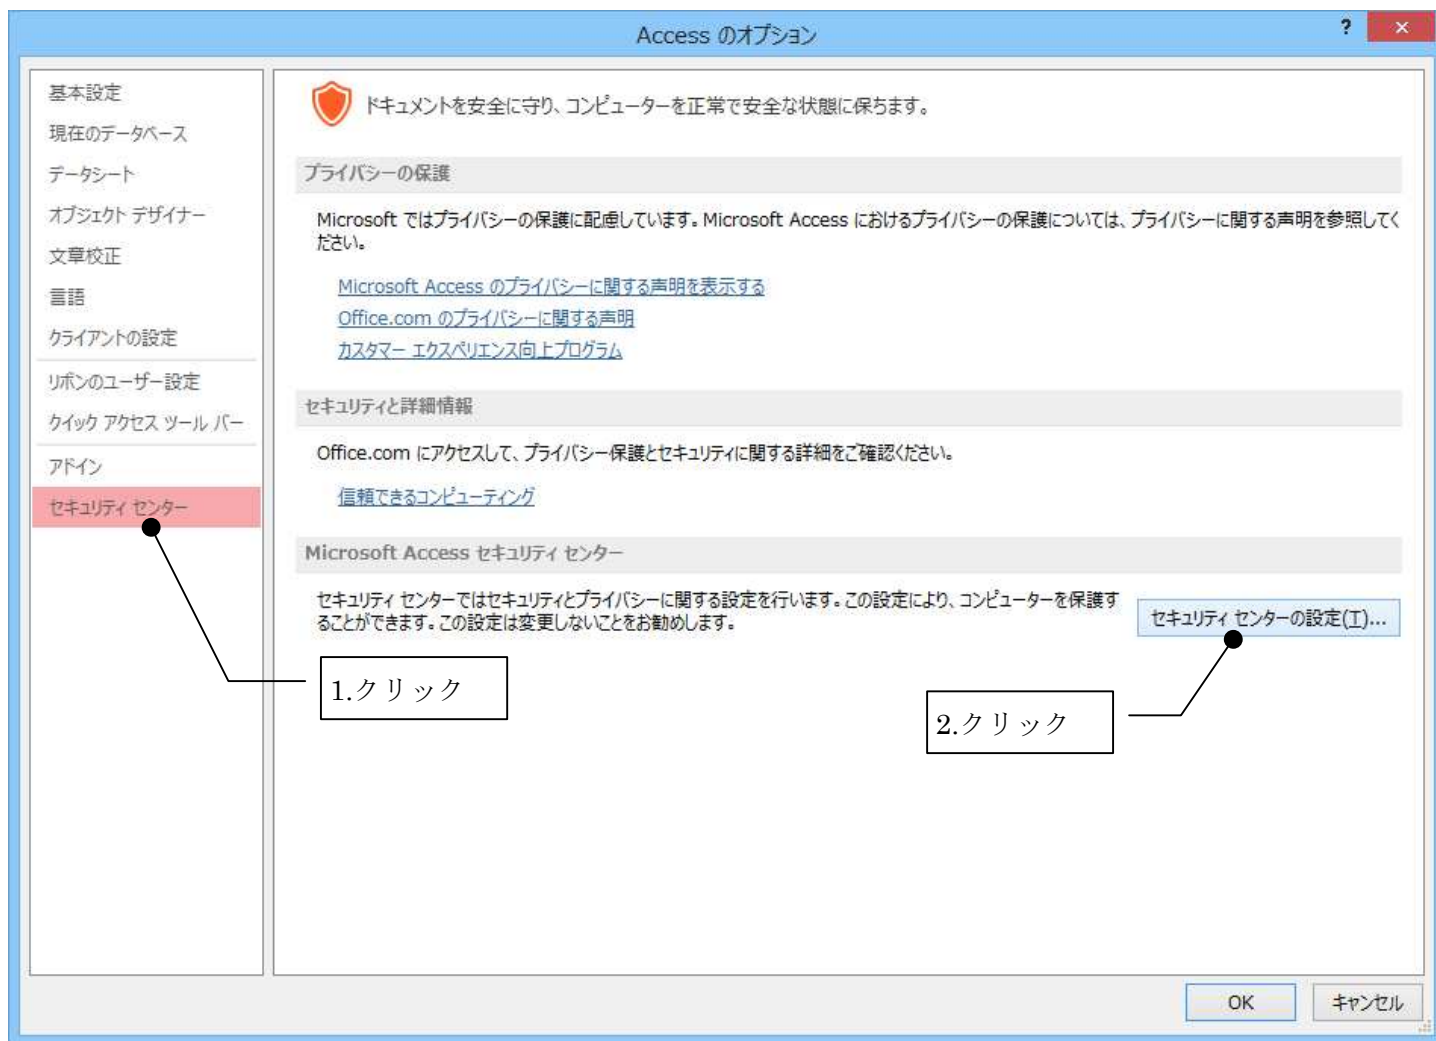 Access のオプション
?
基本設定
現在のデータベース
データシート
オブジェクト デザイナー
文章校正
言語
クライアントの設定
リボンのユーザー設定
クイック アクセス ツール バー
アドイン
セキュリティ センター
ドキュメントを安全に守り、コンピューターを正常で安全な状態に保ちます。
プライバシーの保護
Microsoft ではプライバシーの保護に配慮しています。Microsoft Access におけるプライバシーの保護については、プライバシーに関する声明を参照してく
ださい。
Microsoft Access のプライバシーに関する声明を表示する
Office.com のプライバシーに関する声明
カスタマー エクスペリエンス向上プログラム
セキュリティと詳細情報
Office.com にアクセスして、プライバシー保護とセキュリティに関する詳細をご確認ください。
信頼できるコンピューティング
Microsoft Access セキュリティ センター
セキュリティ センターではセキュリティとプライバシーに関する設定を行います。この設定により、コンピューターを保護す
ることができます。この設定は変更しないことをお勧めします。
セキュリティ センターの設定(T)...
1.クリック
2.クリック
OK
キャンセル